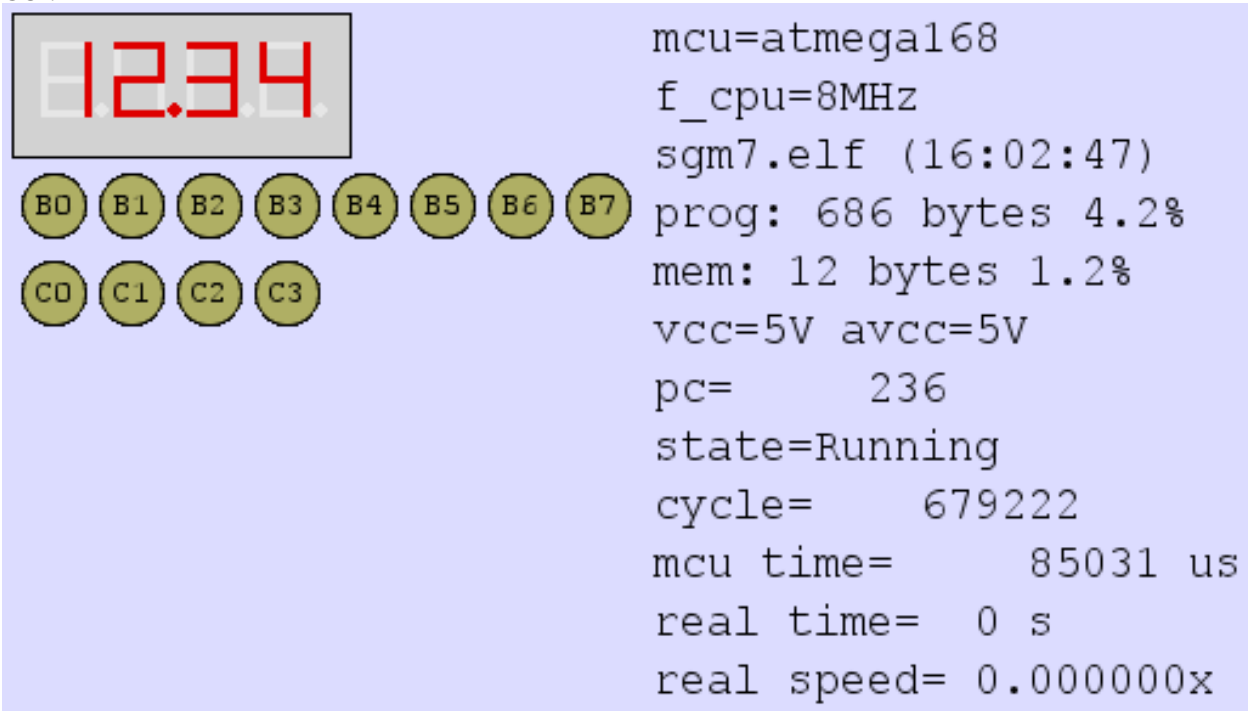 12.34
B0 B1 B2 B3 B4 B5 B6 B7
C0 C1 C2 C3
mcu=atmega168
f_cpu=8MHz
sgm7.elf (16:02:47)
prog: 686 bytes 4.2%
mem: 12 bytes 1.2%
vcc=5V avcc=5V
pc= 236
state=Running
cycle= 679222
mcu time= 85031 us
real time= 0 s
real speed= 0.000000x